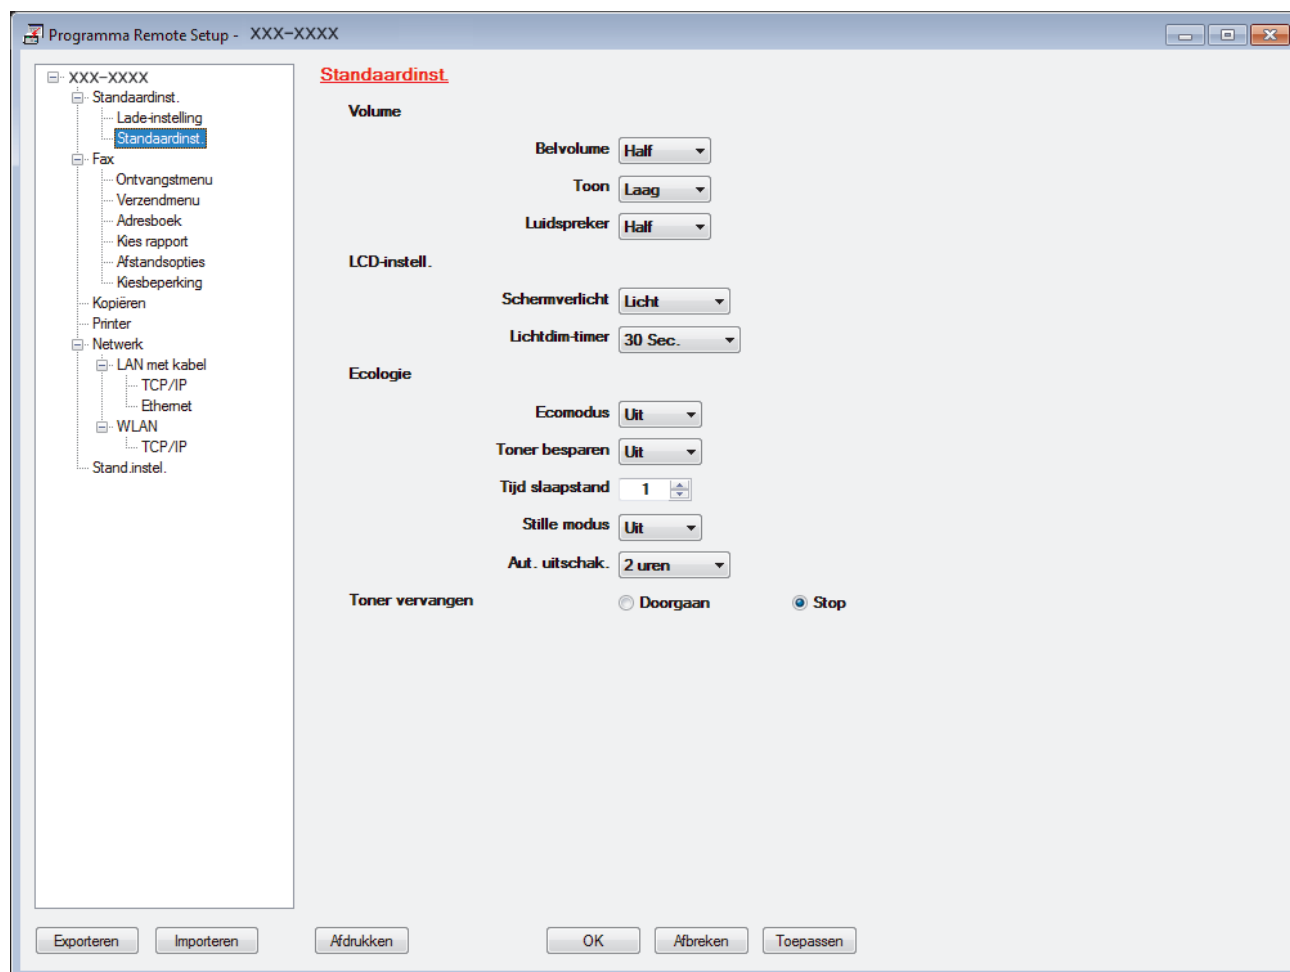 Programma Remote Setup - XXX-XXXX
XXX-XXXX
Standaardinst.
Lade-instelling
Standaardinst.
Fax
Ontvangstmenu
Verzendmenu
Adresboek
Kies rapport
Afstandsopties
Kiesbeperking
Kopiëren
Printer
Netwerk
LAN met kabel
TCP/IP
Ethernet
WLAN
TCP/IP
Stand.instel.
Standaardinst.
Volume
Belvolume Half
Toon Laag
Luidspreker Half
LCD-instell.
Schermverlicht Licht
Lichtdim-timer 30 Sec.
Ecologie
Ecomodus Uit
Toner besparen Uit
Tijd slaapstand 1
Stille modus Uit
Aut. uitschak. 2 uren
Toner vervangen Doorgaan Stop
Exporteren Importeren Afdrukken OK Afbreken Toepassen